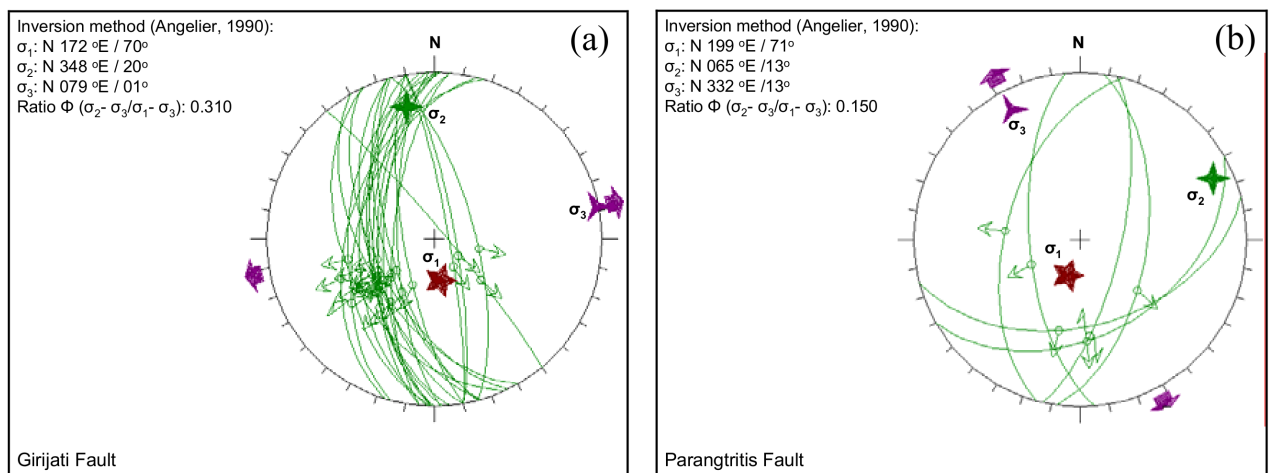 Inversion method (Angelier, 1990):
σ₁: N 172 ºE / 70º
σ₂: N 348 ºE / 20º
σ₃: N 079 ºE / 01º
Ratio Φ (σ₂- σ₃/σ₁- σ₃): 0.310
(a)
N
σ₂
σ₃
σ₁
Girijati Fault
Inversion method (Angelier, 1990):
σ₁: N 199 ºE / 71º
σ₂: N 065 ºE /13º
σ₃: N 332 ºE /13º
Ratio Φ (σ₂- σ₃/σ₁- σ₃): 0.150
(b)
N
σ₃
σ₂
σ₁
Parangtritis Fault